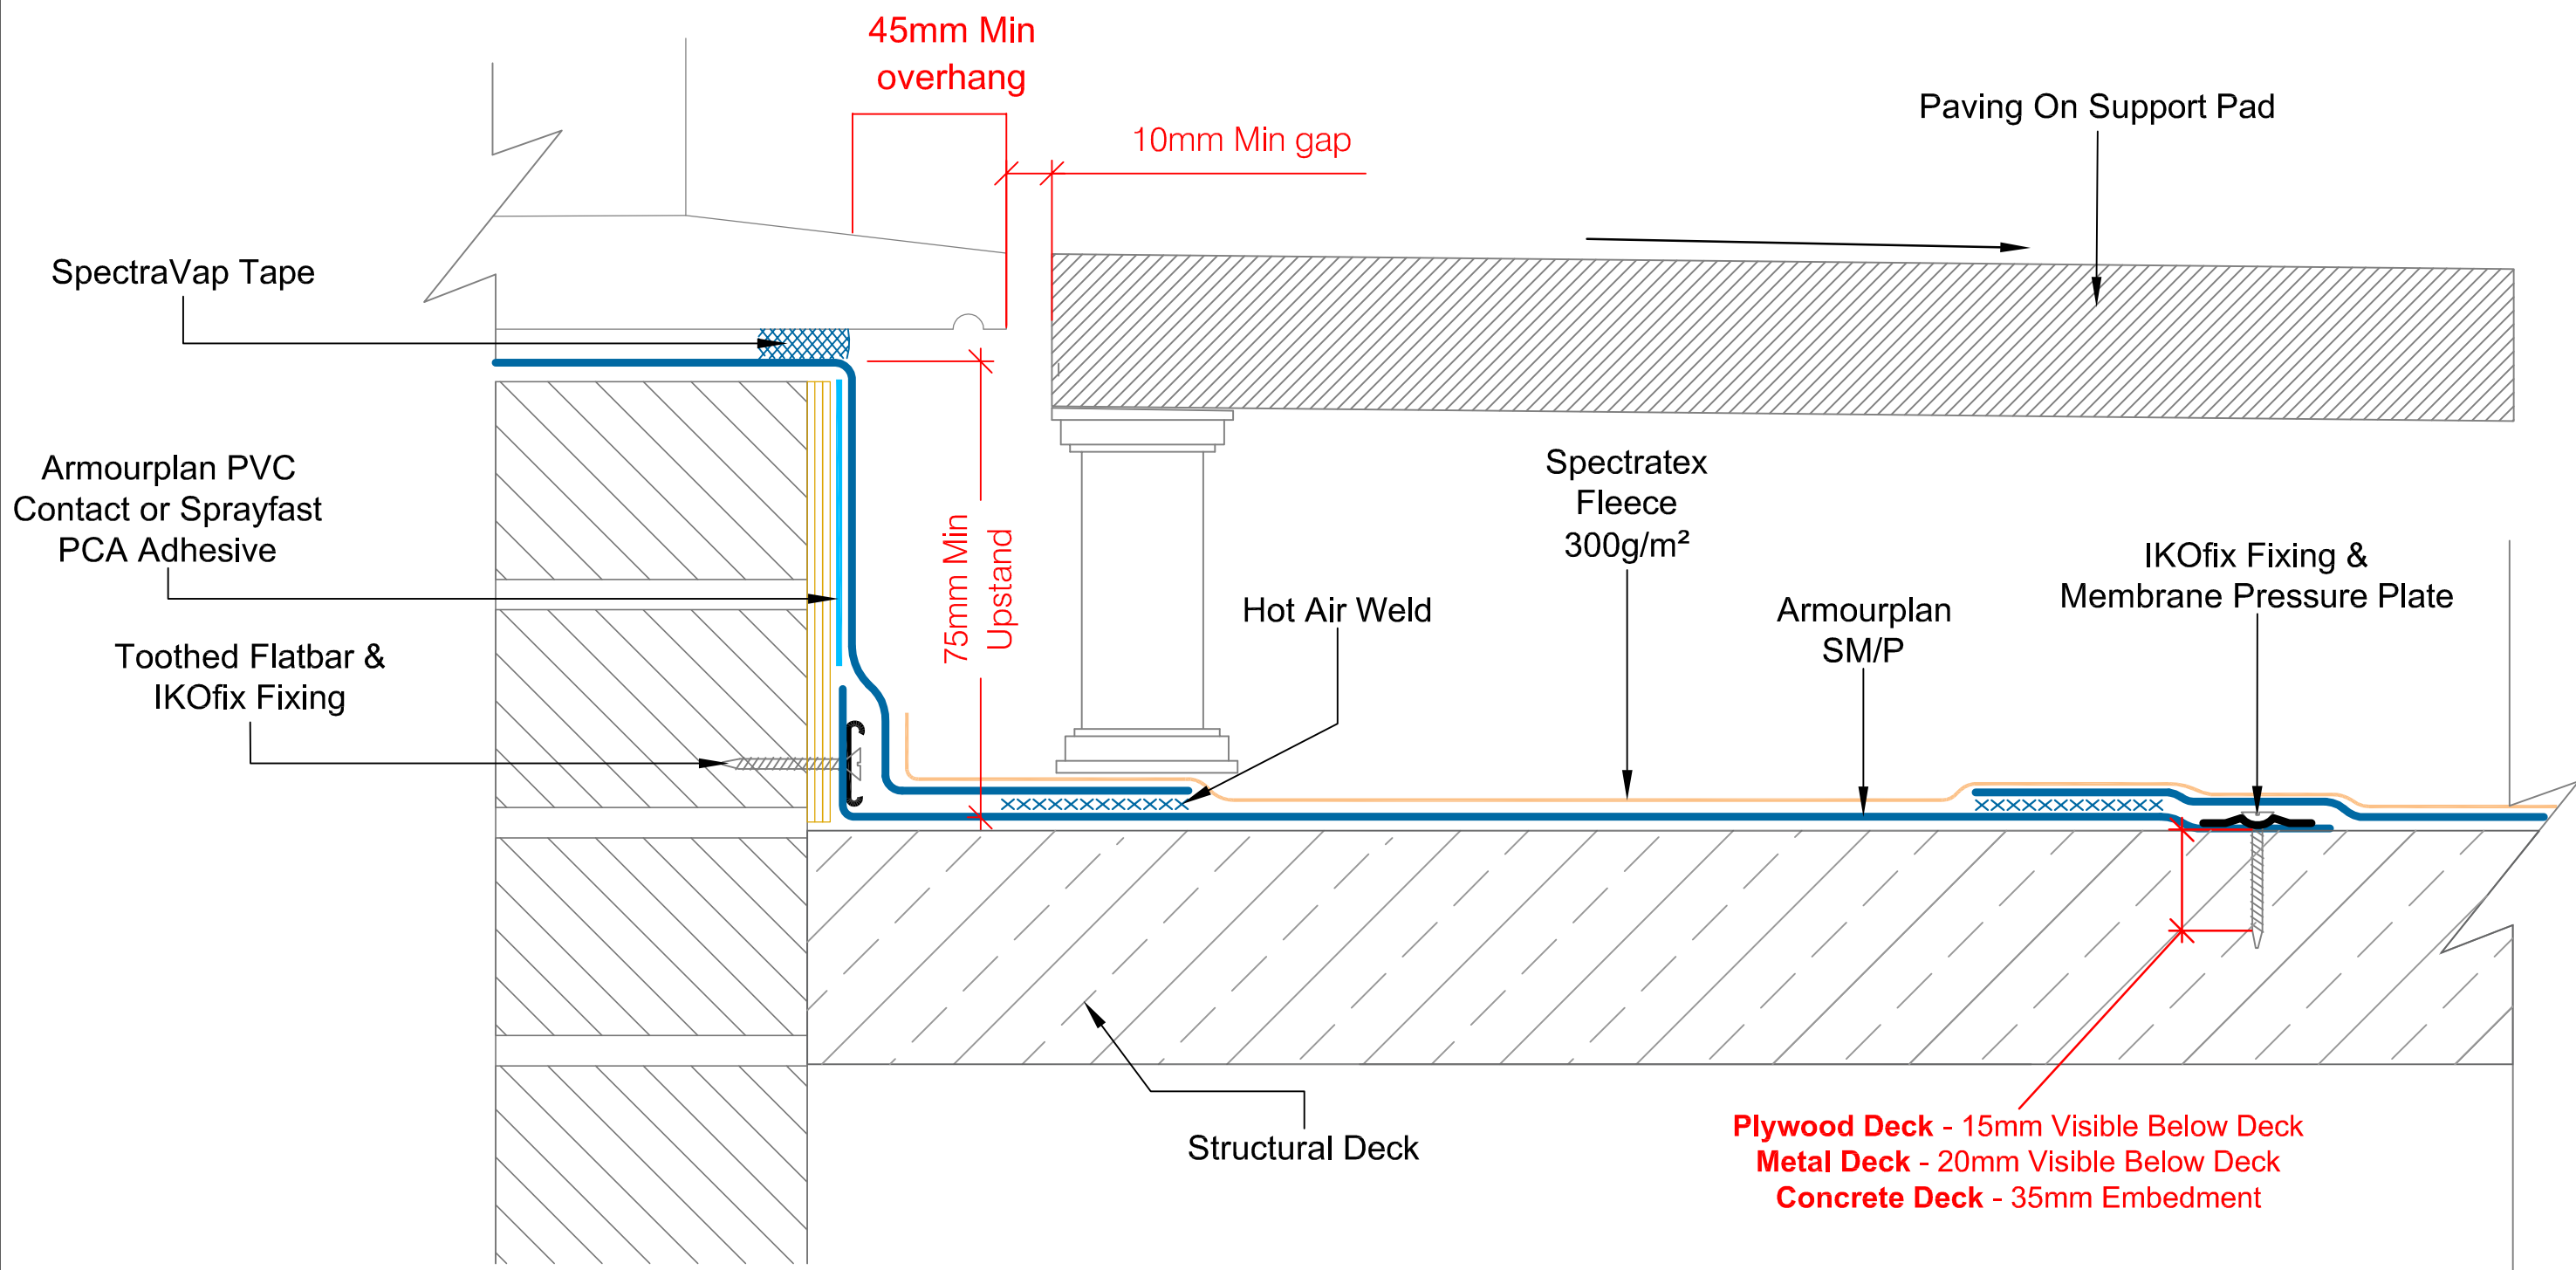 45mm Min
overhang
10mm Min gap
Paving On Support Pad
SpectraVap Tape
Armourplan PVC
Contact or Sprayfast
PCA Adhesive
Toothed Flatbar &
IKOfix Fixing
75mm Min
Upstand
Hot Air Weld
Spectratex
Fleece
300g/m²
Armourplan
SM/P
IKOfix Fixing &
Membrane Pressure Plate
Structural Deck
Plywood Deck - 15mm Visible Below Deck
Metal Deck - 20mm Visible Below Deck
Concrete Deck - 35mm Embedment